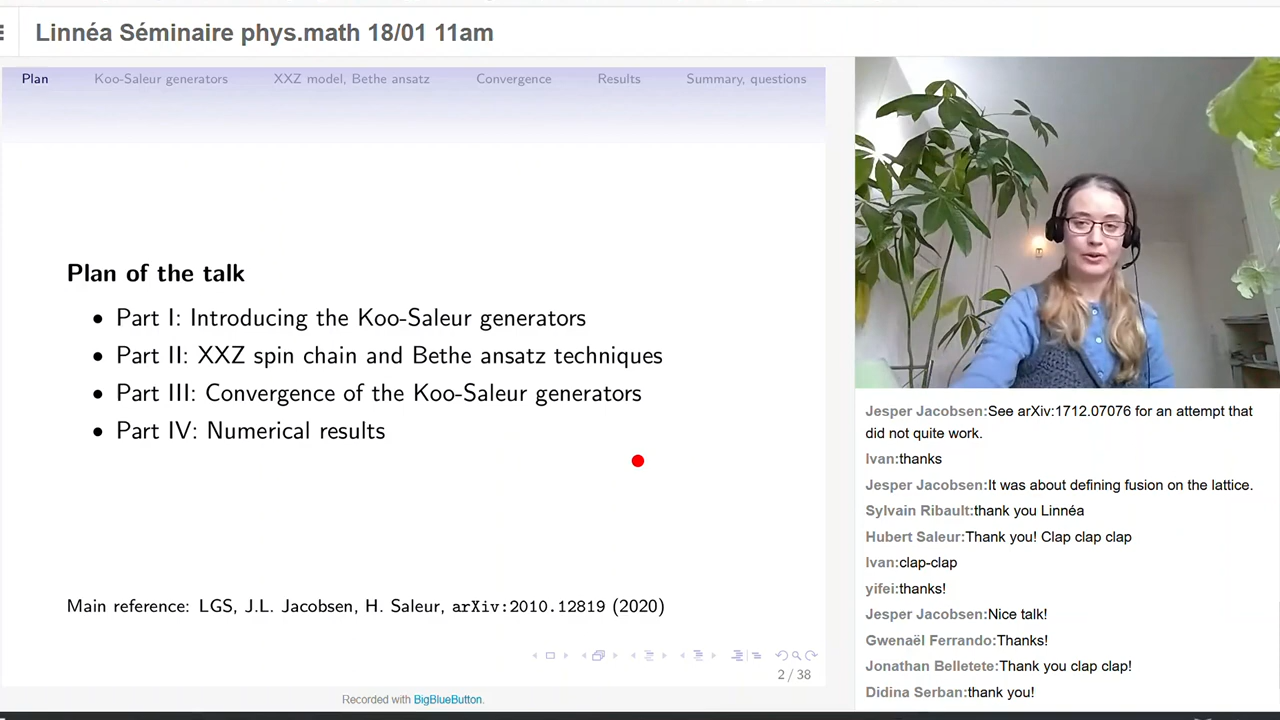 Linnéa Séminaire phys.math 18/01 11am
Plan Koo-Saleur generators XXZ model, Bethe ansatz Convergence Results Summary, questions
Plan of the talk
• Part I: Introducing the Koo-Saleur generators
• Part II: XXZ spin chain and Bethe ansatz techniques
• Part III: Convergence of the Koo-Saleur generators
• Part IV: Numerical results
Main reference: LGS, J.L. Jacobsen, H. Saleur, arXiv:2010.12819 (2020)
2 / 38
Recorded with BigBlueButton.
Jesper Jacobsen:See arXiv:1712.07076 for an attempt that
did not quite work.
Ivan:thanks
Jesper Jacobsen:It was about defining fusion on the lattice.
Sylvain Ribault:thank you Linnéa
Hubert Saleur:Thank you! Clap clap clap
Ivan:clap-clap
yifei:thanks!
Jesper Jacobsen:Nice talk!
Gwenaël Ferrando:Thanks!
Jonathan Belletete:Thank you clap clap!
Didina Serban:thank you!